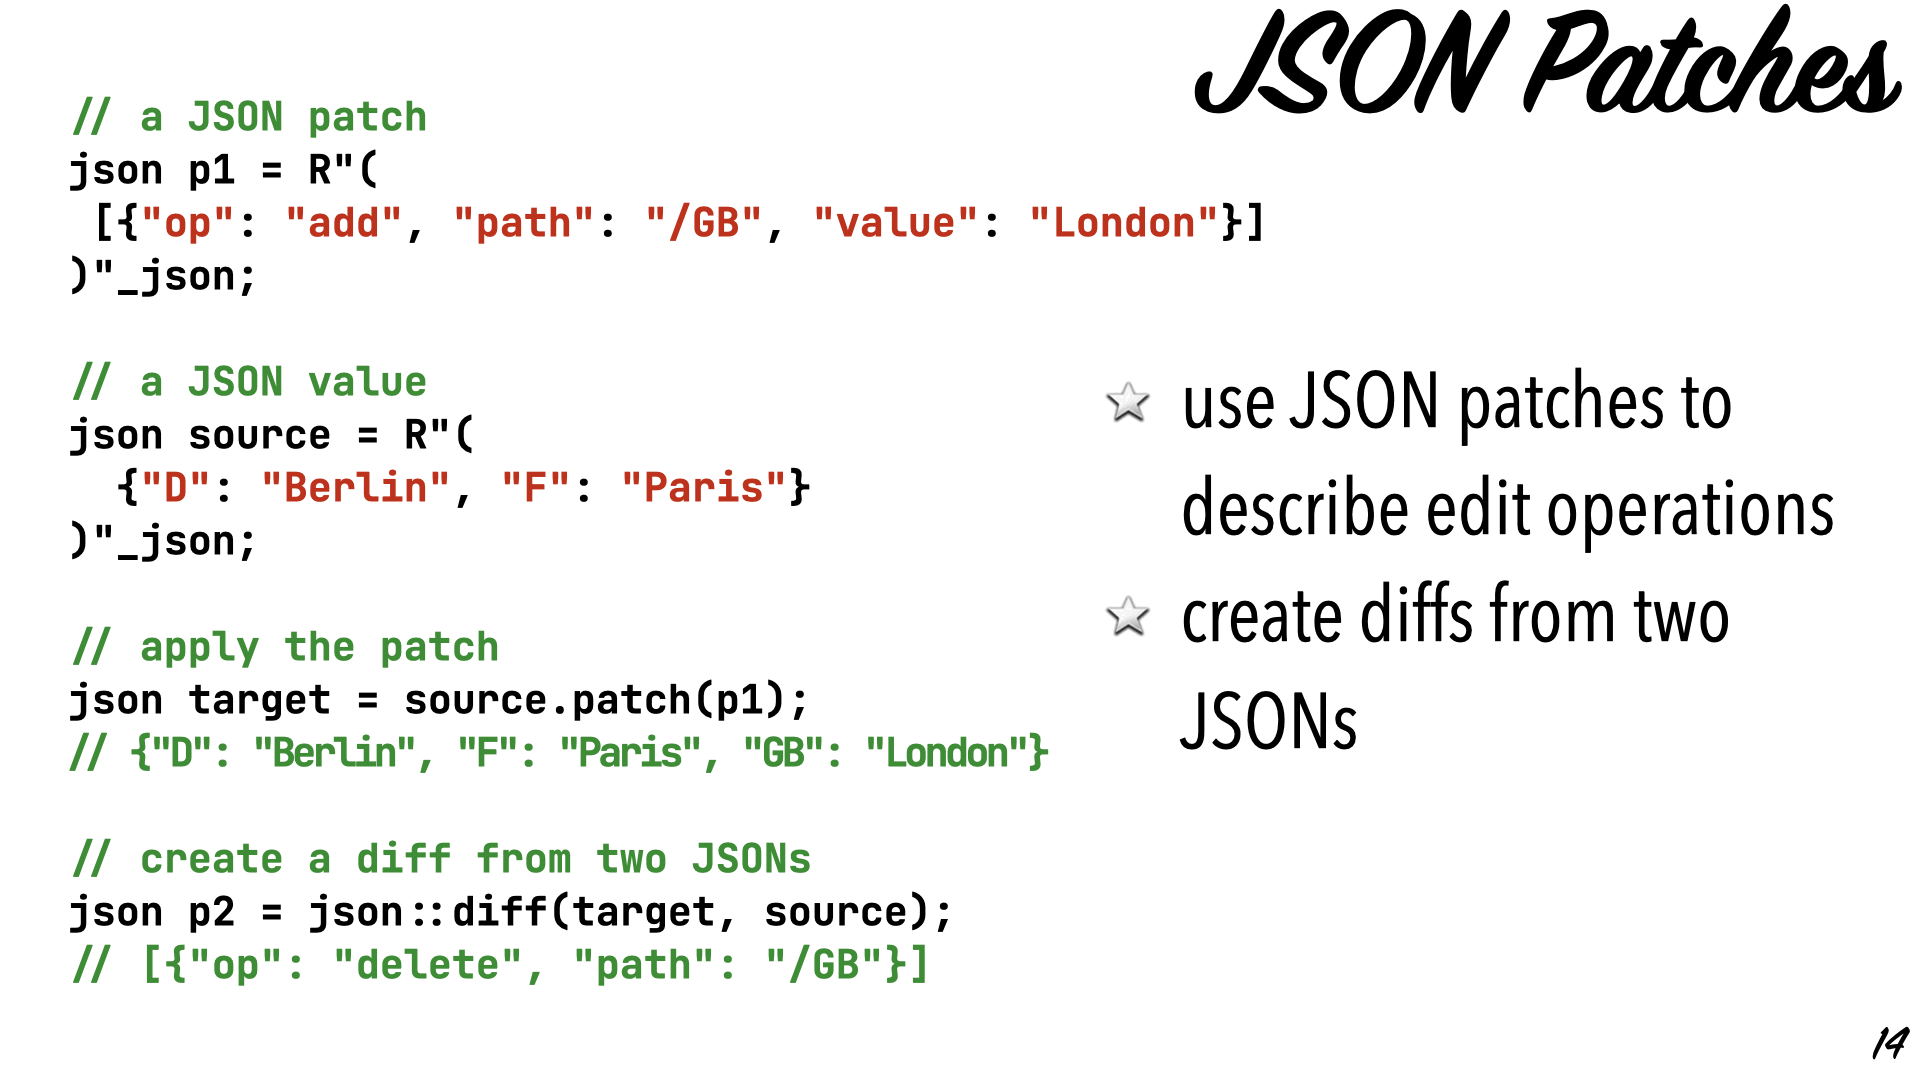 JSON Patches
// a JSON patch
json p1 = R"(
 [{"op": "add", "path": "/GB", "value": "London"}]
)"_json;
// a JSON value
json source = R"(
  {"D": "Berlin", "F": "Paris"}
)"_json;
// apply the patch
json target = source.patch(p1);
// {"D": "Berlin", "F": "Paris", "GB": "London"}
// create a diff from two JSONs
json p2 = json::diff(target, source);
// [{"op": "delete", "path": "/GB"}]
use JSON patches to
describe edit operations
create diffs from two
JSONs
14